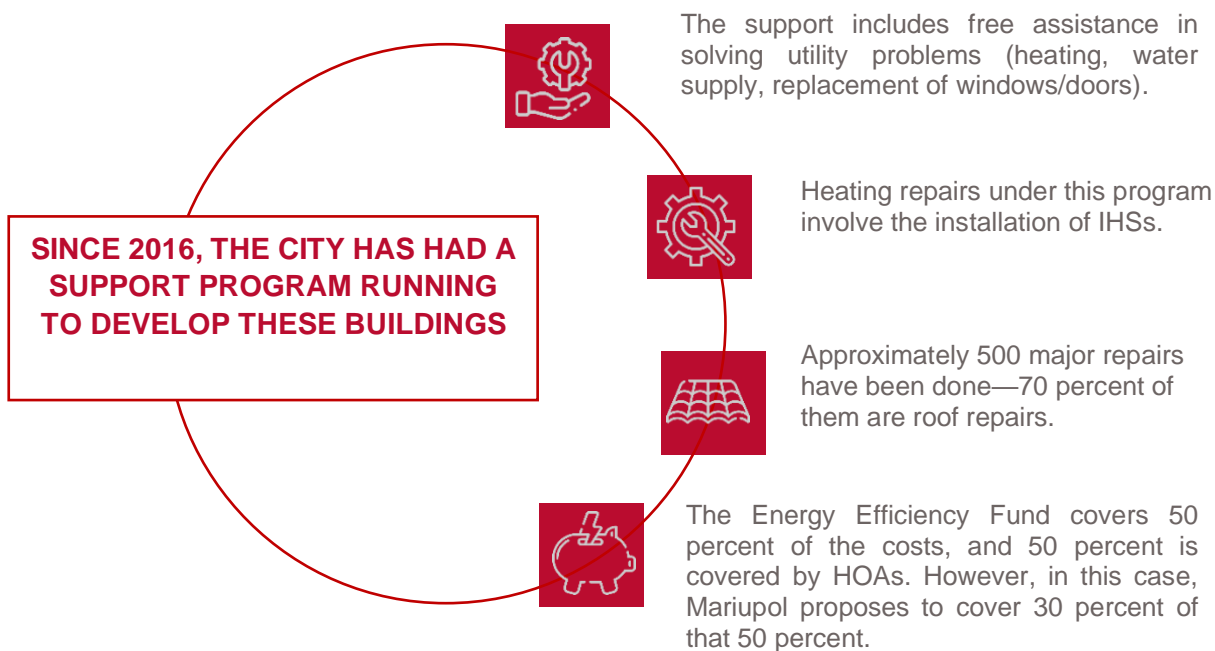 The support includes free assistance in
solving utility problems (heating, water
supply, replacement of windows/doors).
Heating repairs under this program
involve the installation of IHSs.
SINCE 2016, THE CITY HAS HAD A
SUPPORT PROGRAM RUNNING
TO DEVELOP THESE BUILDINGS
Approximately 500 major repairs
have been done—70 percent of
them are roof repairs.
The Energy Efficiency Fund covers 50
percent of the costs, and 50 percent is
covered by HOAs. However, in this case,
Mariupol proposes to cover 30 percent of
that 50 percent.